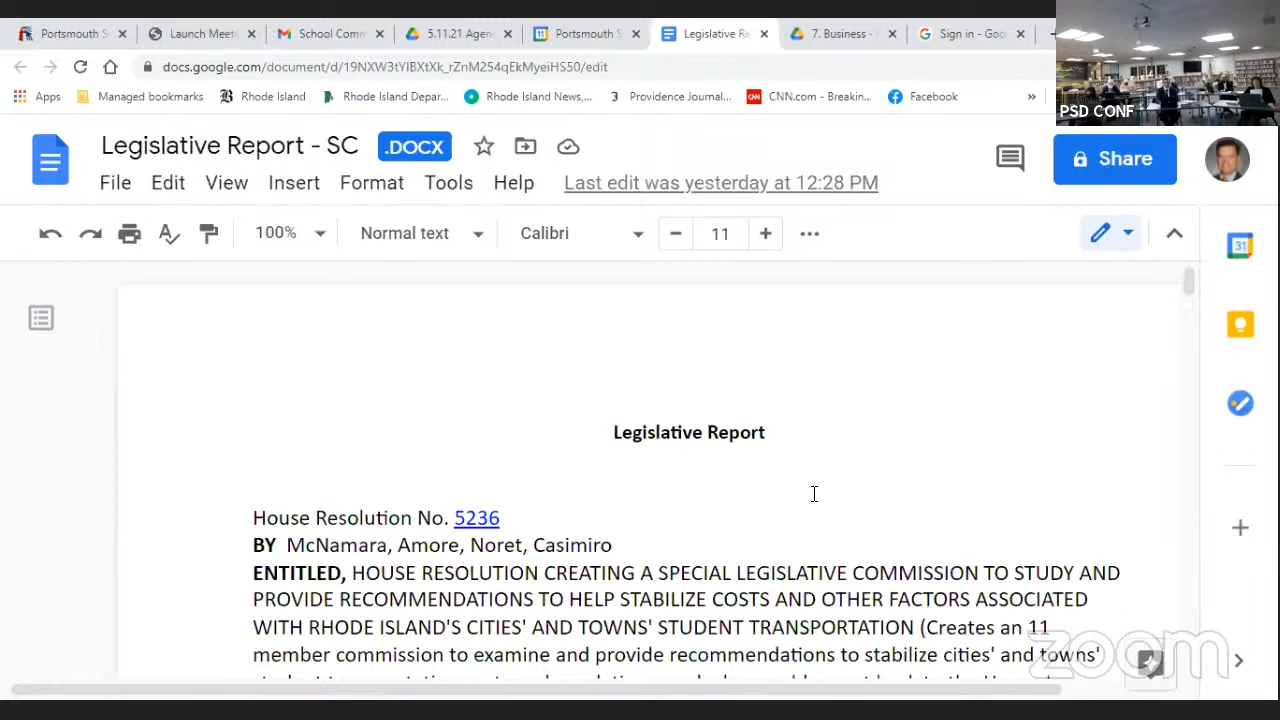 Portsmouth S
Launch Meeti
School Comm
5.11.21 Agen
Portsmouth S
Legislative Re
7. Business -
Sign in - Goo
docs.google.com/document/d/19NXW3tYIBXtXk_rZnM254qEkMyeiHS50/edit
Apps
Managed bookmarks
Rhode Island
Rhode Island Depar...
Rhode Island News,...
Providence Journal...
CNN.com - Breakin...
Facebook
»
PSD CONF
Legislative Report - SC
.DOCX
Share
File Edit View Insert Format Tools Help Last edit was yesterday at 12:28 PM
100% Normal text Calibri 11
31
Legislative Report
House Resolution No. 5236
BY McNamara, Amore, Noret, Casimiro
ENTITLED, HOUSE RESOLUTION CREATING A SPECIAL LEGISLATIVE COMMISSION TO STUDY AND
PROVIDE RECOMMENDATIONS TO HELP STABILIZE COSTS AND OTHER FACTORS ASSOCIATED
WITH RHODE ISLAND'S CITIES' AND TOWNS' STUDENT TRANSPORTATION (Creates an 11
member commission to examine and provide recommendations to stabilize cities' and towns'
zoom